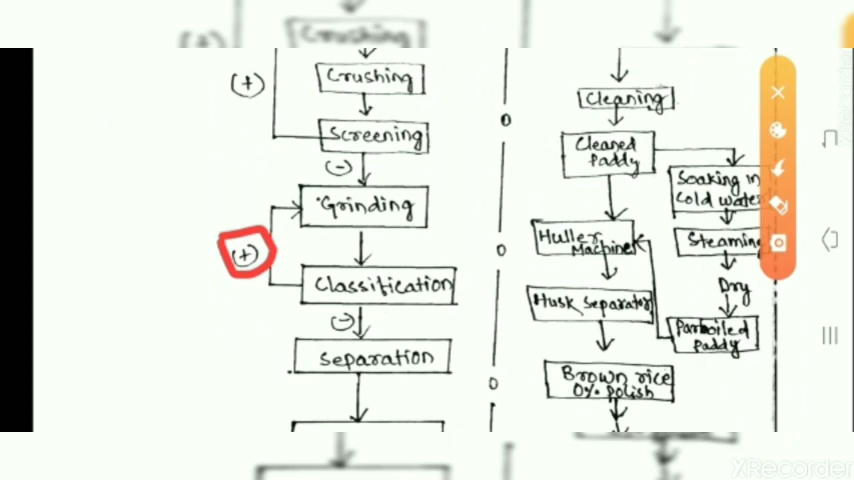 Crushing
(+)
Crushing
Screening
(-)
Grinding
(+)
Classification
(-)
Separation
Cleaning
Cleaned
Paddy
Soaking in
Cold water
Steaming
Dry
Parboiled
Paddy
Huller
Machine
Husk Separator
Brown rice
0% polish
XRecorder